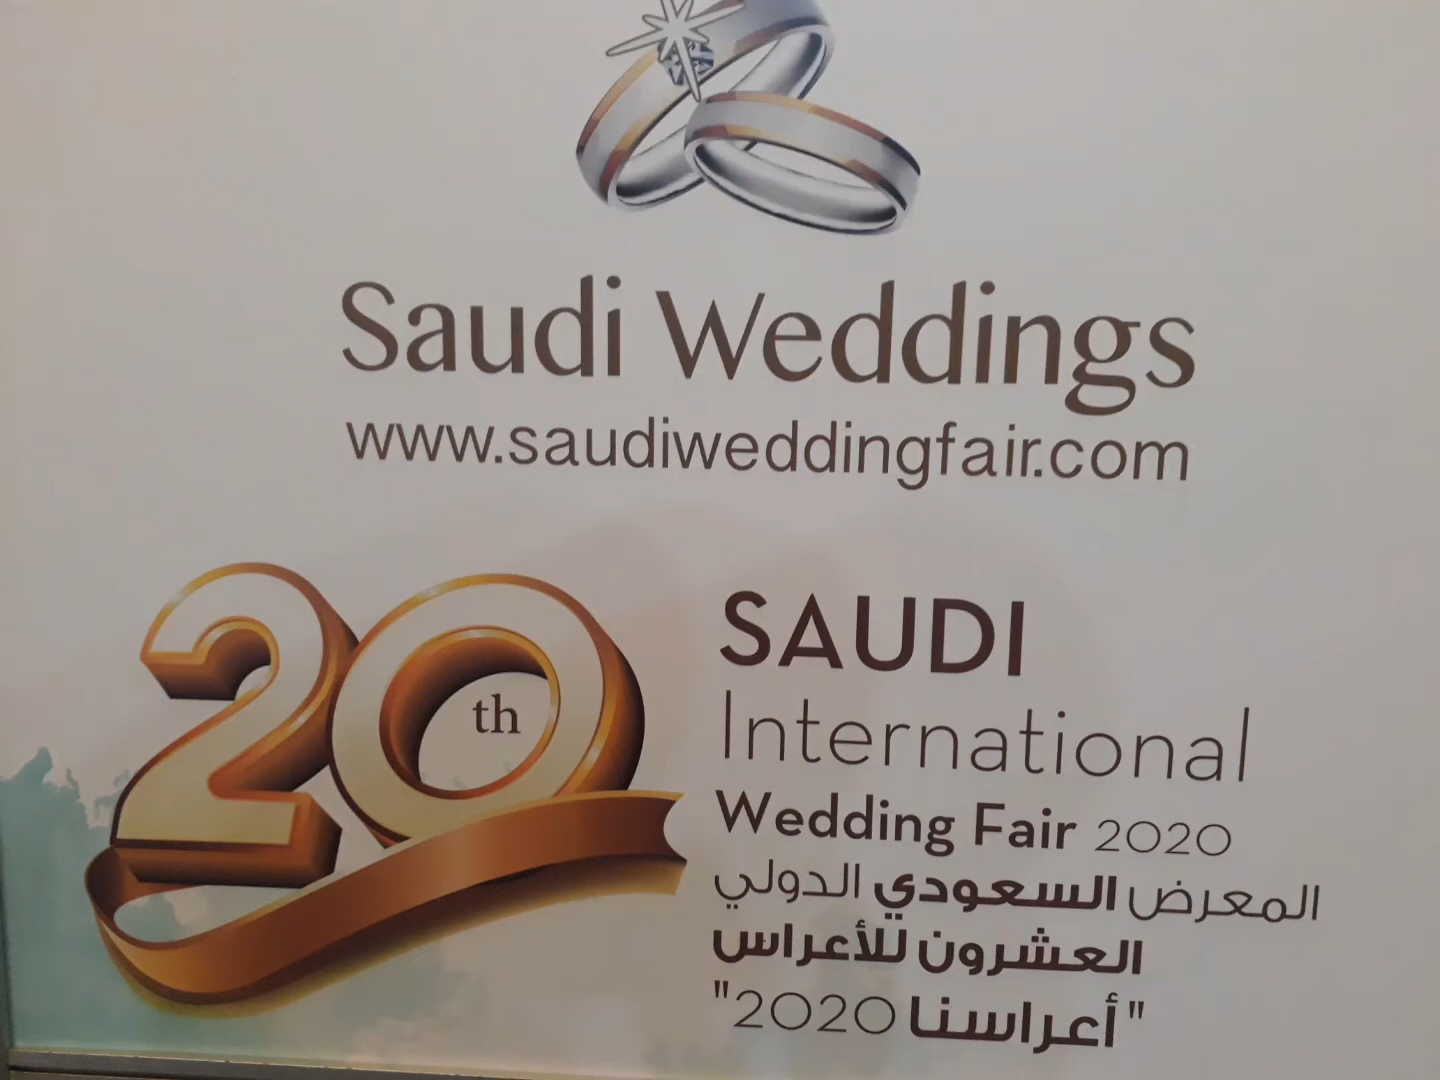 Saudi Weddings
www.saudiweddingfair.com
20th
SAUDI
International
Wedding Fair 2020
المعرض السعودي الدولي
العشرون للأعراس
"أعراسنا 2020"